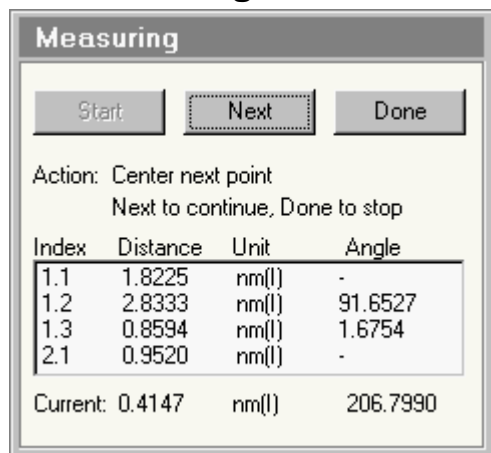 Measuring
Start Next Done
Action: Center next point
Next to continue, Done to stop
Index Distance Unit Angle
1.1 1.8225 nm(I) -
1.2 2.8333 nm(I) 91.6527
1.3 0.8594 nm(I) 1.6754
2.1 0.9520 nm(I) -
Current: 0.4147 nm(I) 206.7990